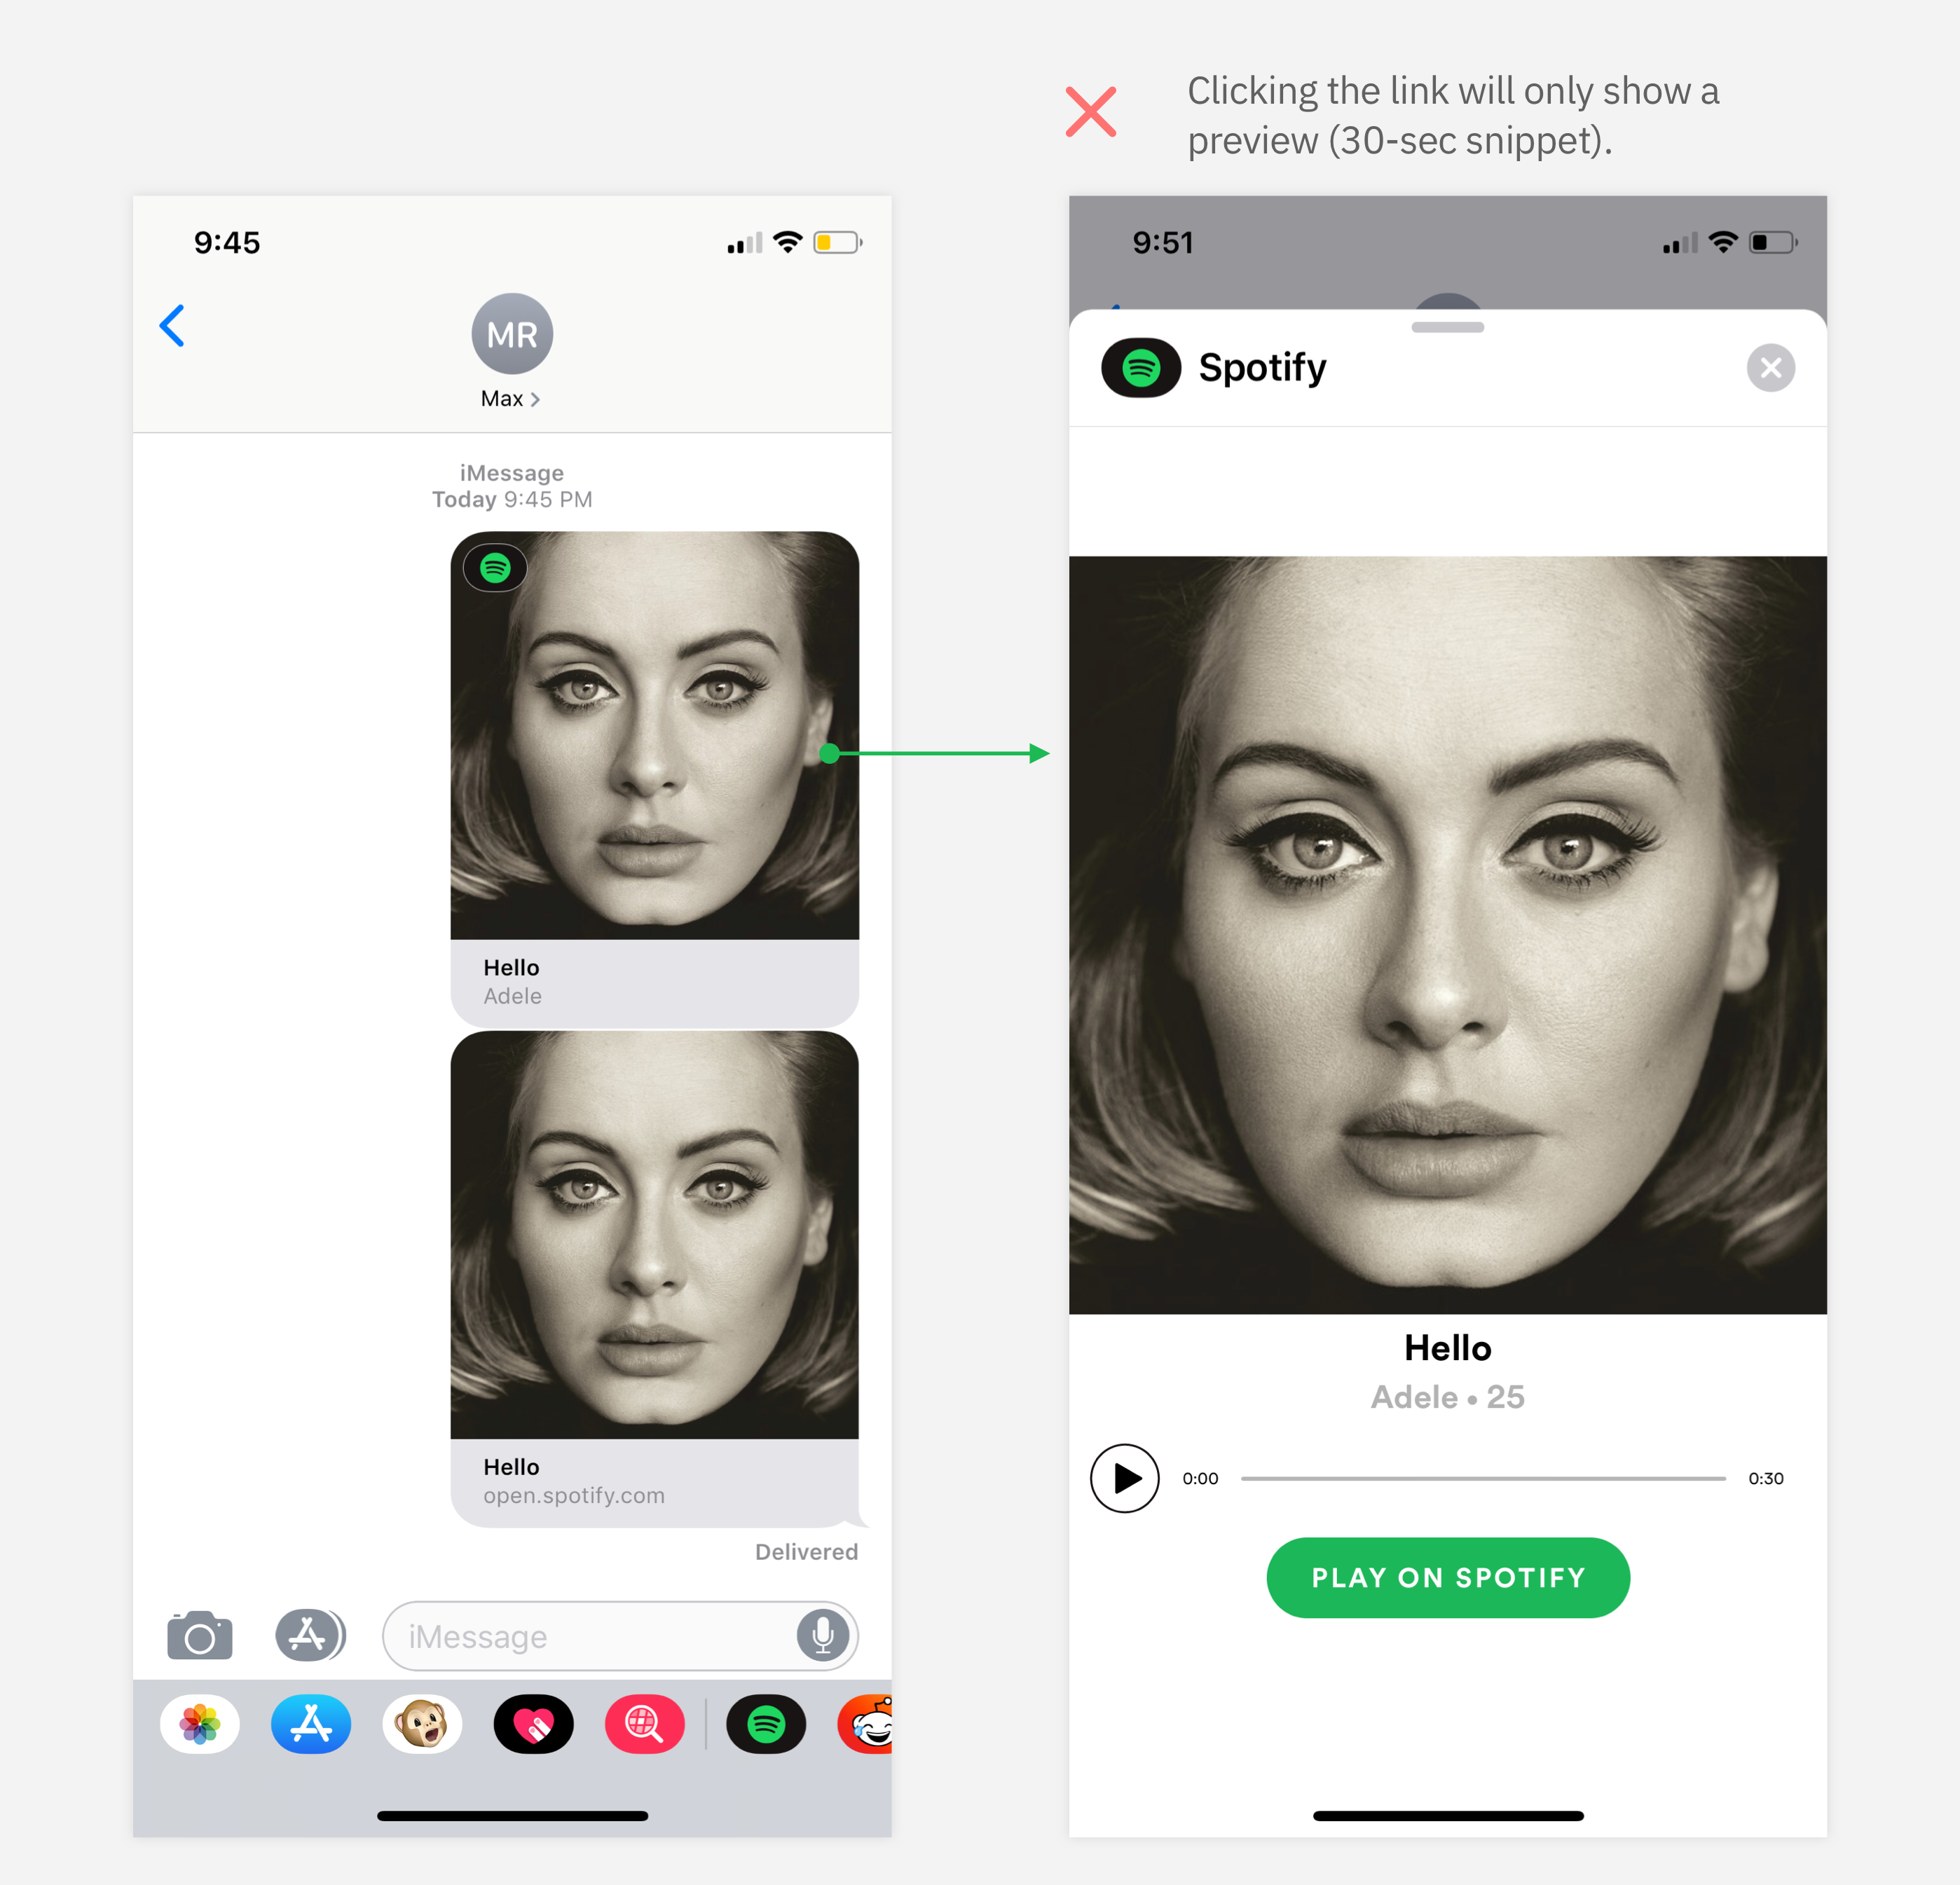 Clicking the link will only show a
preview (30-sec snippet).
9:45
MR
Max
iMessage
Today 9:45 PM
Hello
Adele
Hello
open.spotify.com
Delivered
iMessage
9:51
Spotify
Hello
Adele • 25
0:00
0:30
PLAY ON SPOTIFY